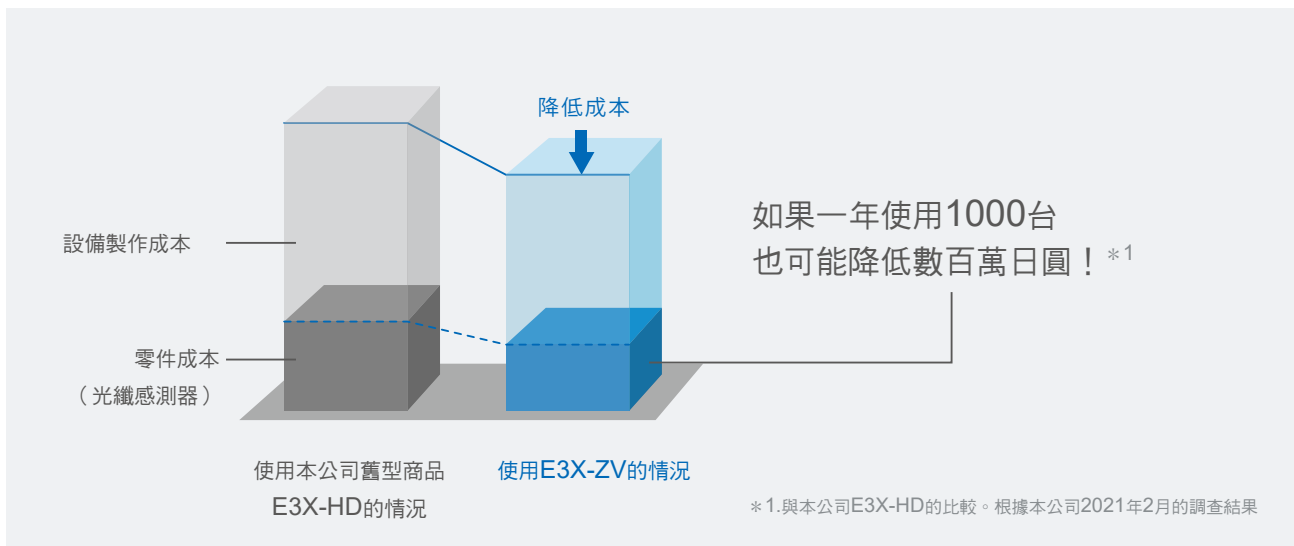 降低成本
如果一年使用1000台
也可能降低數百萬日圓！＊1
設備製作成本
零件成本
（光纖感測器）
使用本公司舊型商品
E3X-HD的情況
使用E3X-ZV的情況
＊1.與本公司E3X-HD的比較。根據本公司2021年2月的調查結果